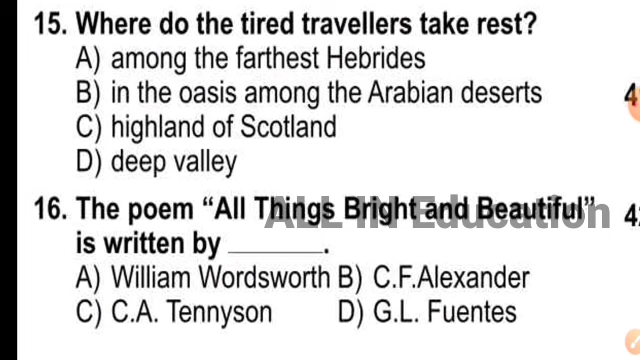 15. Where do the tired travellers take rest?
A) among the farthest Hebrides
B) in the oasis among the Arabian deserts
C) highland of Scotland
D) deep valley
16. The poem “All Things Bright and Beautiful”
is written by ________.
A) William Wordsworth B) C.F.Alexander
C) C.A. Tennyson D) G.L. Fuentes
ALL IN Education